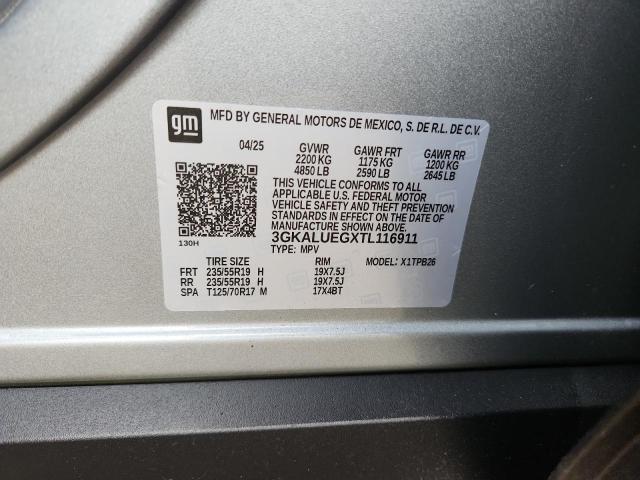 gm
MFD BY GENERAL MOTORS DE MEXICO, S. DE R.L. DE C.V.
04/25 GVWR GAWR FRT GAWR RR
2200 KG 1175 KG 1200 KG
4850 LB 2590 LB 2645 LB
THIS VEHICLE CONFORMS TO ALL
APPLICABLE U.S. FEDERAL MOTOR
VEHICLE SAFETY AND THEFT PREVENTION
STANDARDS IN EFFECT ON THE DATE OF
MANUFACTURE SHOWN ABOVE.
3GKALUEGXTL116911
130H
TYPE: MPV
TIRE SIZE RIM MODEL: X1TPB26
FRT 235/55R19 H 19X7.5J
RR 235/55R19 H 19X7.5J
SPA T125/70R17 M 17X4BT